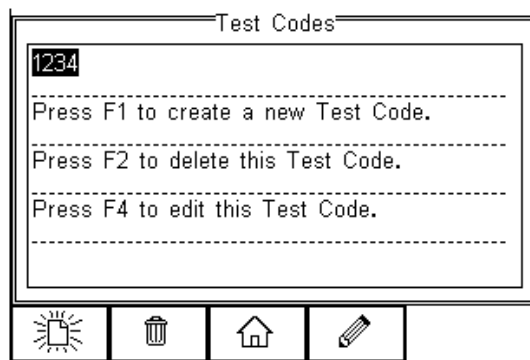 Test Codes
1234
Press F1 to create a new Test Code.
Press F2 to delete this Test Code.
Press F4 to edit this Test Code.